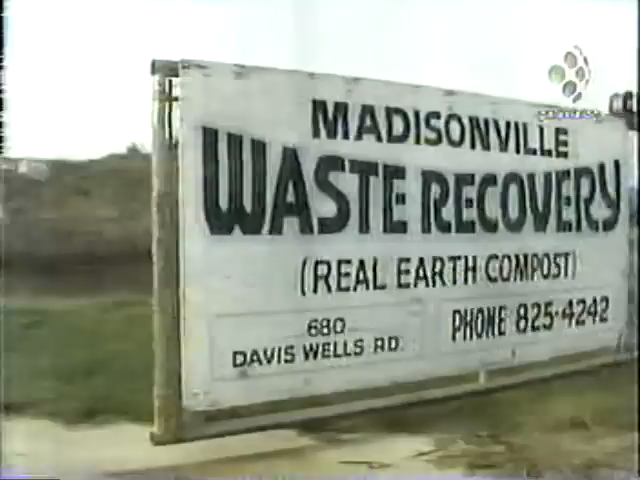 MADISONVILLE
WASTE RECOVERY
(REAL EARTH COMPOST)
680
DAVIS WELLS RD.
PHONE 825-4242